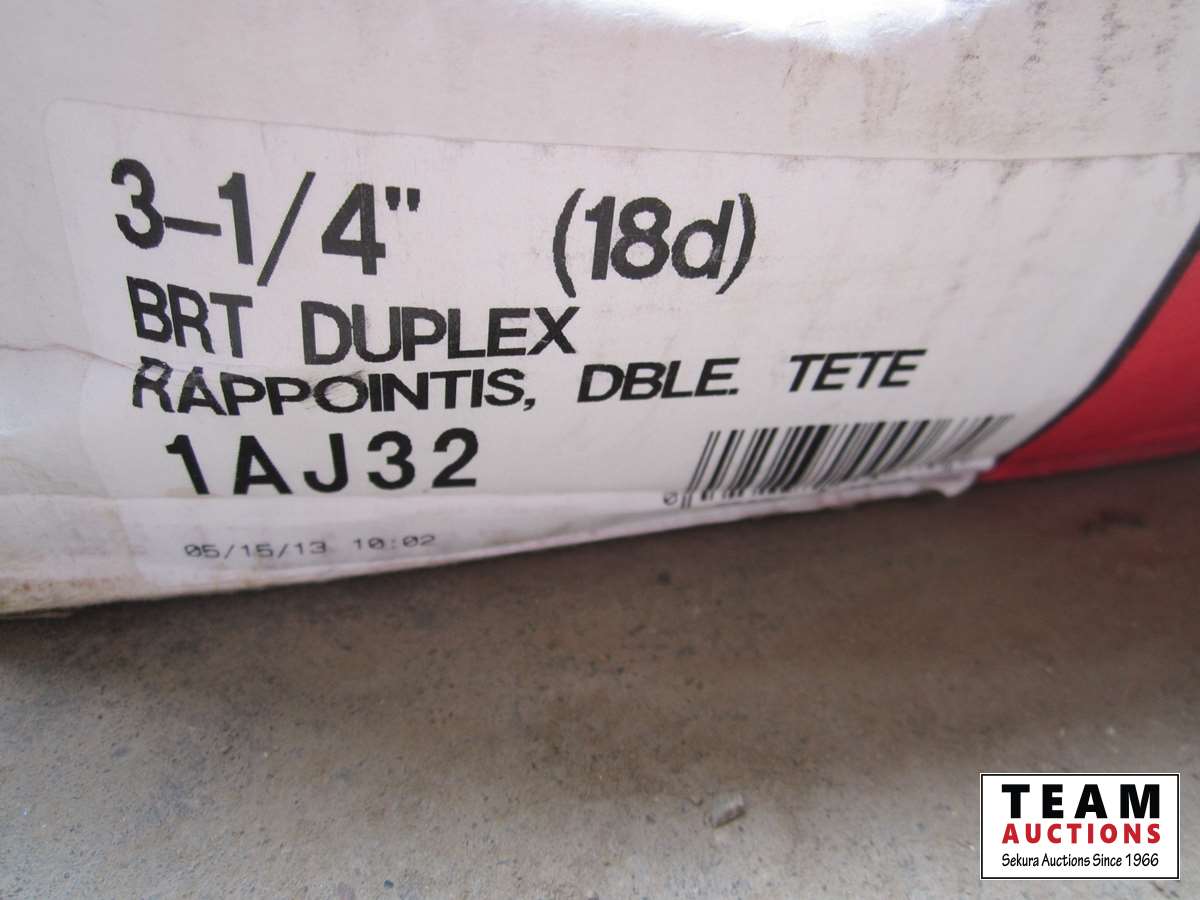 3-1/4" (18d)
BRT DUPLEX
RAPPOINTIS, DBLE. TETE
1AJ32
0
05/15/13 10:02
TEAM
AUCTIONS
Sekura Auctions Since 1966